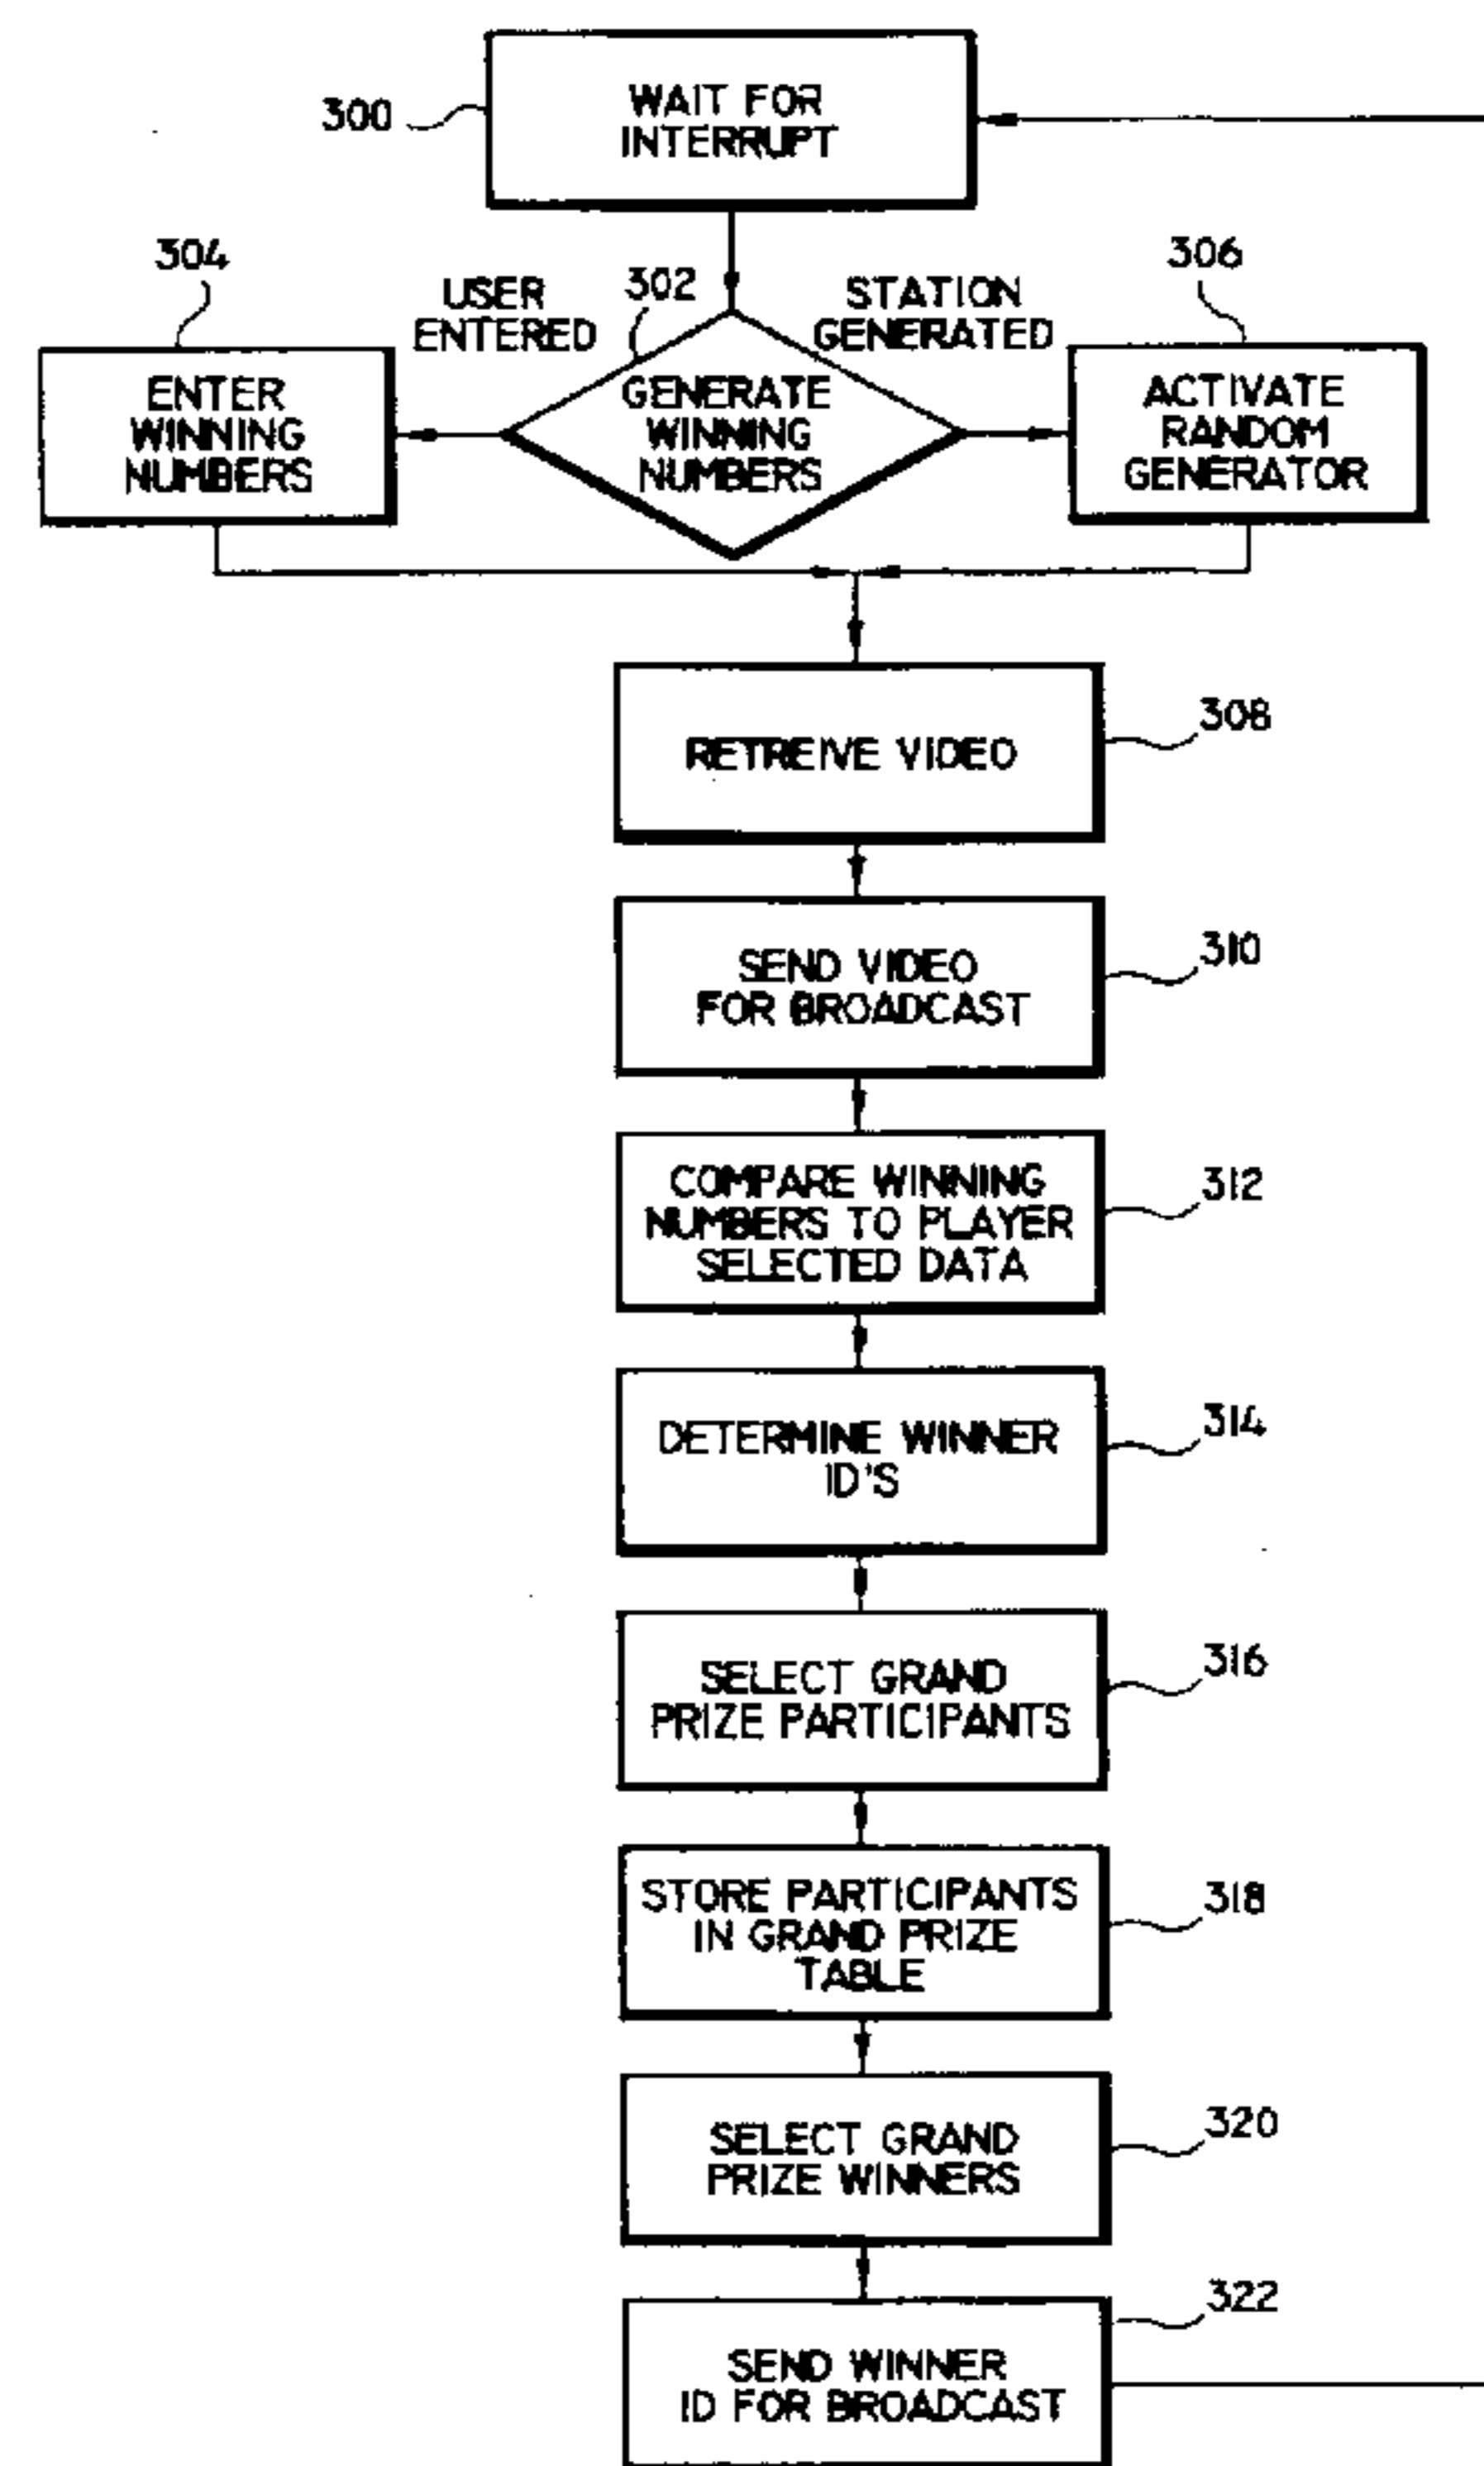 WAIT FOR
INTERRUPT
300
304
USER
ENTERED
302
STATION
GENERATED
306
ENTER
WINNING
NUMBERS
GENERATE
WINNING
NUMBERS
ACTIVATE
RANDOM
GENERATOR
RETREIVE VIDEO
308
SEND VIDEO
FOR BROADCAST
310
COMPARE WINNING
NUMBERS TO PLAYER
SELECTED DATA
312
DETERMINE WINNER
ID'S
314
SELECT GRAND
PRIZE PARTICIPANTS
316
STORE PARTICIPANTS
IN GRAND PRIZE
TABLE
318
SELECT GRAND
PRIZE WINNERS
320
SEND WINNER
ID FOR BROADCAST
322